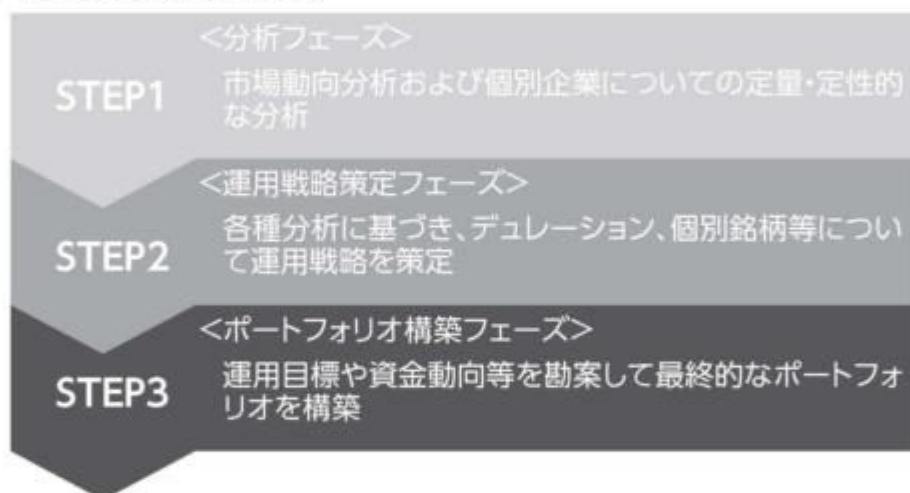 <分析フェーズ>
STEP1
市場動向分析および個別企業についての定量・定性的
な分析
<運用戦略策定フェーズ>
STEP2
各種分析に基づき、デュレーション、個別銘柄等につい
て運用戦略を策定
<ポートフォリオ構築フェーズ>
STEP3
運用目標や資金動向等を勘案して最終的なポートフォ
リオを構築